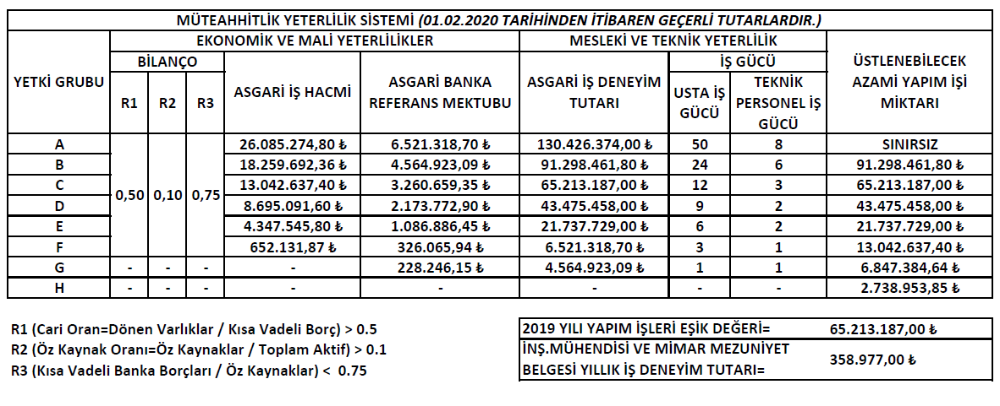 MÜTEAHHİTLİK YETERLİLİK SİSTEMİ (01.02.2020 TARİHİNDEN İTİBAREN GEÇERLİ TUTARLARDIR.)
YETKİ GRUBU
EKONOMİK VE MALİ YETERLİLİKLER
MESLEKİ VE TEKNİK YETERLİLİK
ÜSTLENEBİLECEK
AZAMİ YAPIM İŞİ
MİKTARI
BİLANÇO
R1 R2 R3
ASGARİ İŞ HACMİ
ASGARİ BANKA
REFERANS MEKTUBU
ASGARİ İŞ DENEYİM
TUTARI
İŞ GÜCÜ
USTA İŞ
GÜCÜ
TEKNİK
PERSONEL İŞ
GÜCÜ
0,50 0,10 0,75
A 26.085.274,80 ₺ 6.521.318,70 ₺ 130.426.374,00 ₺ 50 8 SINIRSIZ
B 18.259.692,36 ₺ 4.564.923,09 ₺ 91.298.461,80 ₺ 24 6 91.298.461,80 ₺
C 13.042.637,40 ₺ 3.260.659,35 ₺ 65.213.187,00 ₺ 12 3 65.213.187,00 ₺
D 8.695.091,60 ₺ 2.173.772,90 ₺ 43.475.458,00 ₺ 9 2 43.475.458,00 ₺
E 4.347.545,80 ₺ 1.086.886,45 ₺ 21.737.729,00 ₺ 6 2 21.737.729,00 ₺
F 652.131,87 ₺ 326.065,94 ₺ 6.521.318,70 ₺ 3 1 13.042.637,40 ₺
G - - - - 228.246,15 ₺ 4.564.923,09 ₺ 1 1 6.847.384,64 ₺
H - - - - - - - - 2.738.953,85 ₺
R1 (Cari Oran=Dönen Varlıklar / Kısa Vadeli Borç) > 0.5
R2 (Öz Kaynak Oranı=Öz Kaynaklar / Toplam Aktif) > 0.1
R3 (Kısa Vadeli Banka Borçları / Öz Kaynaklar) < 0.75
2019 YILI YAPIM İŞLERİ EŞİK DEĞERİ= 65.213.187,00 ₺
İNŞ.MÜHENDİSİ VE MİMAR MEZUNİYET
BELGESİ YILLIK İŞ DENEYİM TUTARI= 358.977,00 ₺